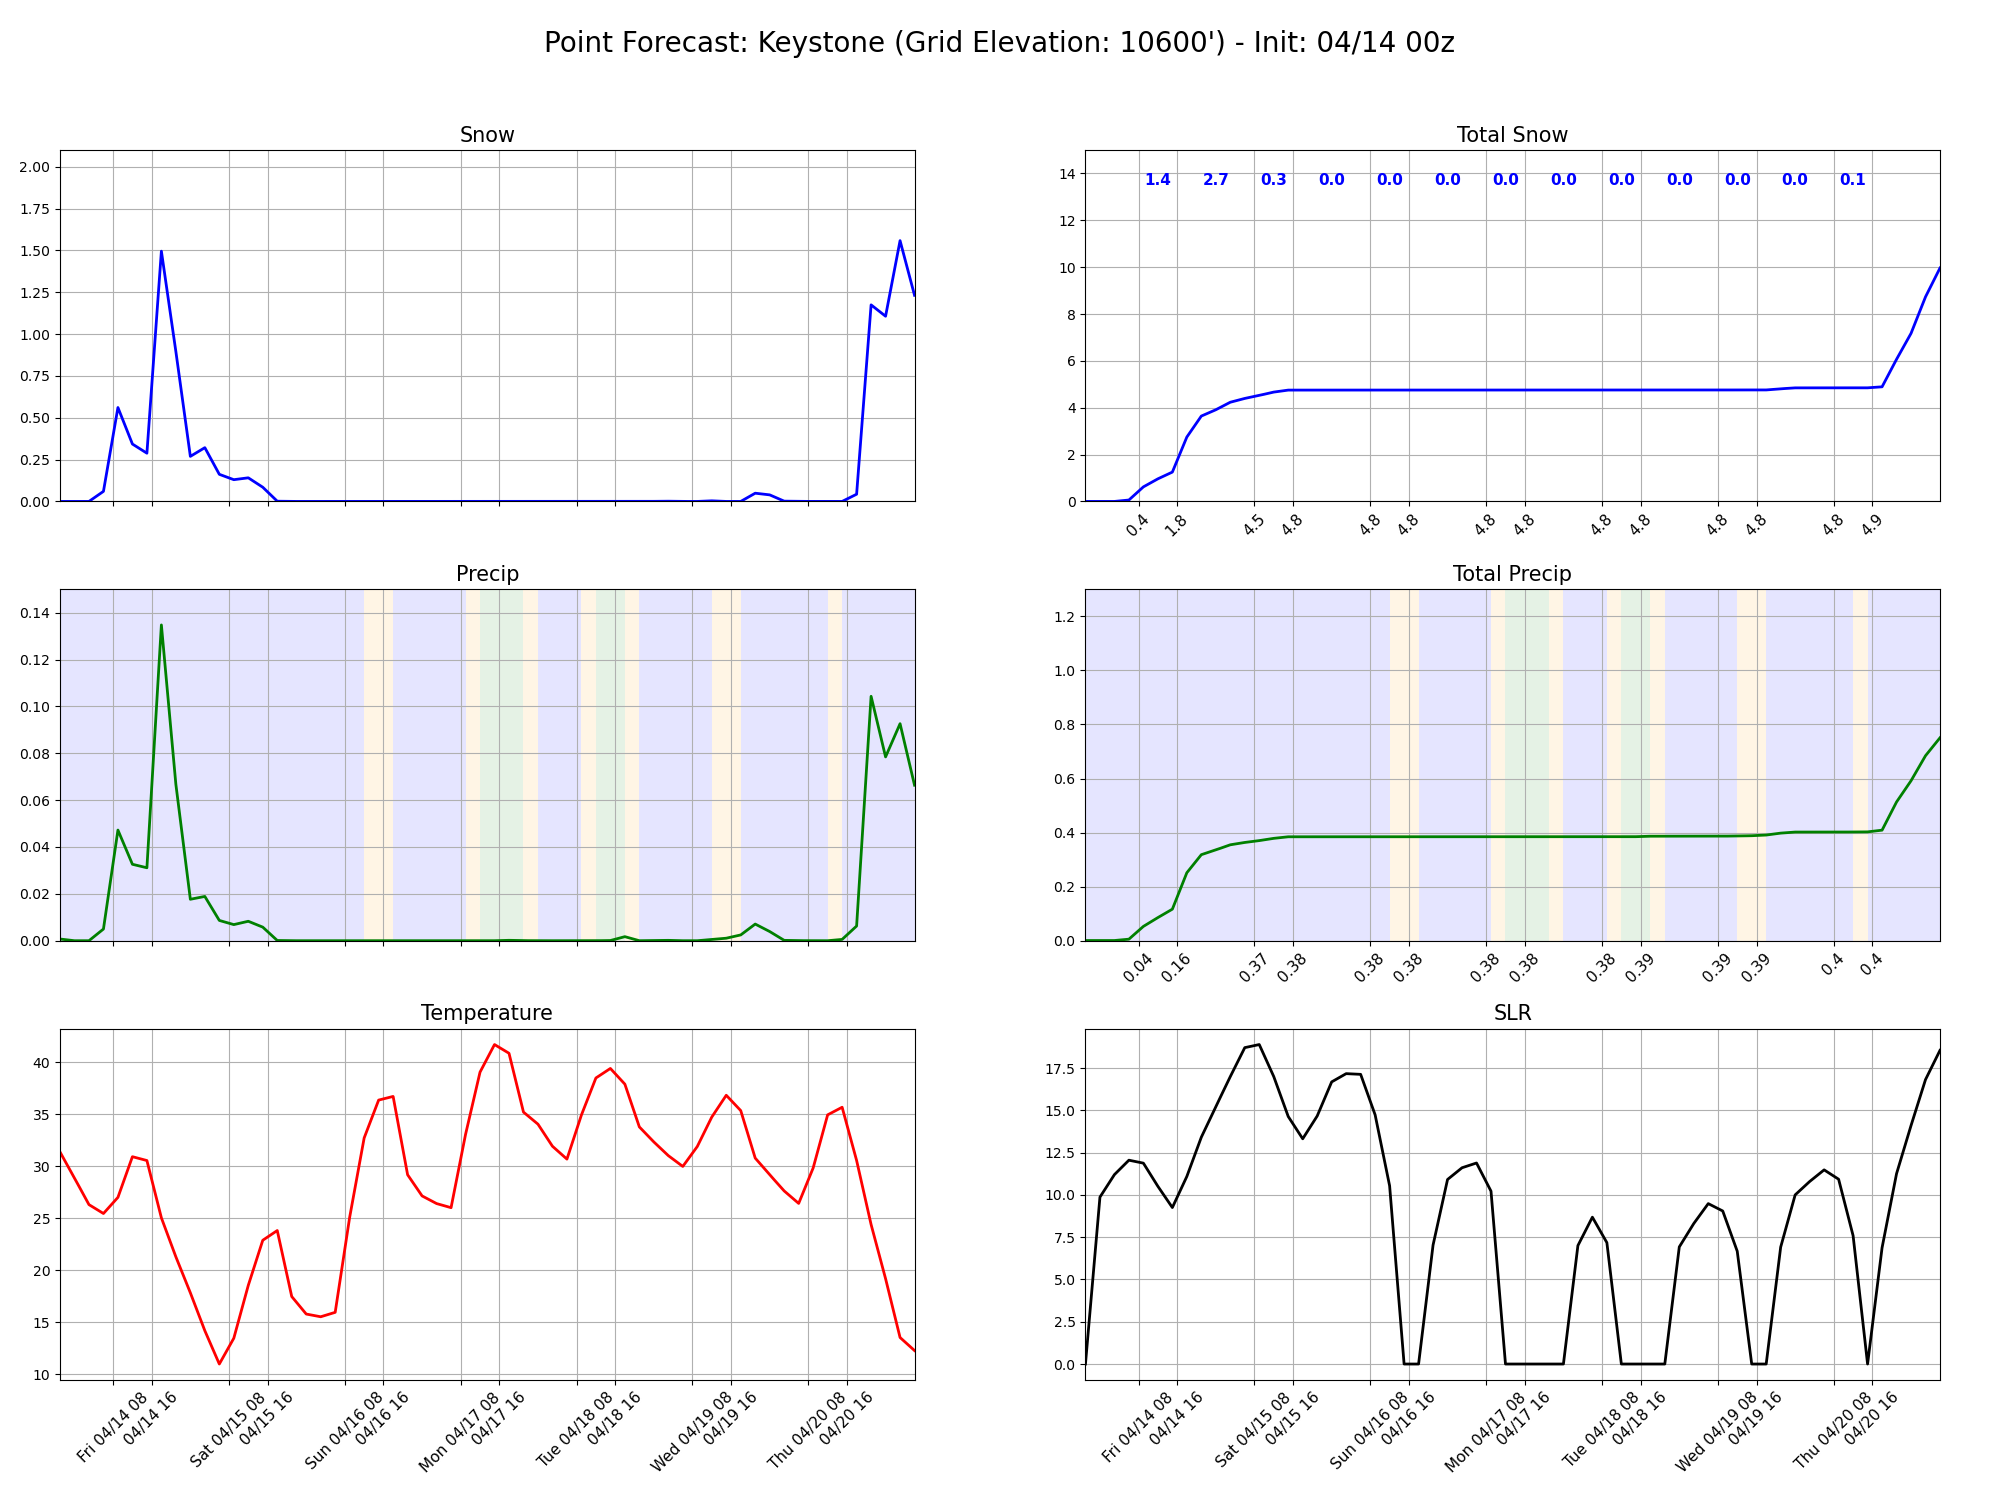 Point Forecast: Keystone (Grid Elevation: 10600') - Init: 04/14 00z
Snow
2.00
1.75
1.50
1.25
1.00
0.75
0.50
0.25
0.00
Total Snow
14
12
10
8
6
4
2
0
1.4 2.7 0.3 0.0 0.0 0.0 0.0 0.0 0.0 0.0 0.0 0.0 0.1
0.4 1.8 4.5 4.8 4.8 4.8 4.8 4.8 4.8 4.8 4.8 4.8 4.8 4.9
Precip
0.14
0.12
0.10
0.08
0.06
0.04
0.02
0.00
Total Precip
1.2
1.0
0.8
0.6
0.4
0.2
0.0
0.04 0.16 0.37 0.38 0.38 0.38 0.38 0.38 0.38 0.39 0.39 0.39 0.4 0.4
Temperature
40
35
30
25
20
15
10
Fri 04/14 08
04/14 16
Sat 04/15 08
04/15 16
Sun 04/16 08
04/16 16
Mon 04/17 08
04/17 16
Tue 04/18 08
04/18 16
Wed 04/19 08
04/19 16
Thu 04/20 08
04/20 16
SLR
17.5
15.0
12.5
10.0
7.5
5.0
2.5
0.0
Fri 04/14 08
04/14 16
Sat 04/15 08
04/15 16
Sun 04/16 08
04/16 16
Mon 04/17 08
04/17 16
Tue 04/18 08
04/18 16
Wed 04/19 08
04/19 16
Thu 04/20 08
04/20 16